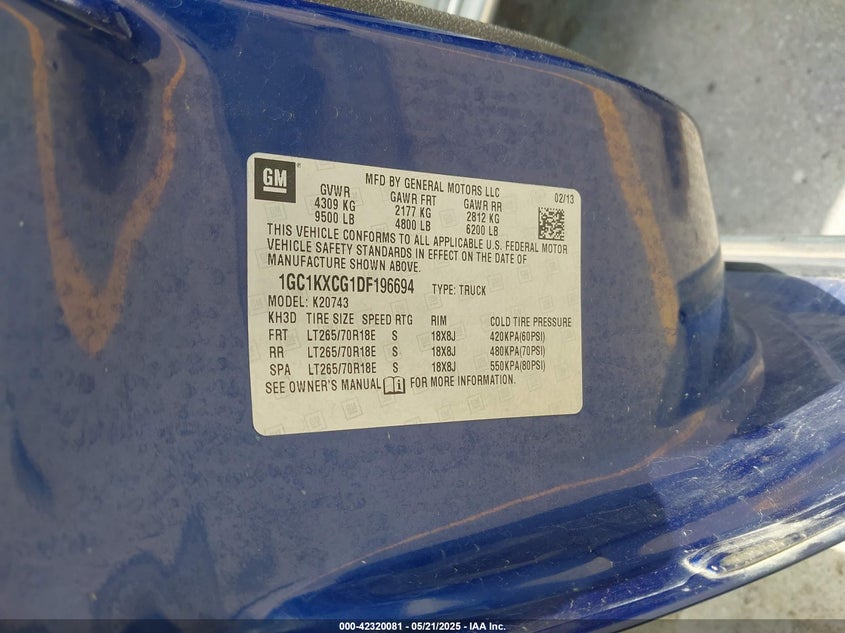 GM
MFD BY GENERAL MOTORS LLC
02/13
GVWR GAWR FRT GAWR RR
4309 KG 2177 KG 2812 KG
9500 LB 4800 LB 6200 LB
THIS VEHICLE CONFORMS TO ALL APPLICABLE U.S. FEDERAL MOTOR
VEHICLE SAFETY STANDARDS IN EFFECT ON THE DATE OF
MANUFACTURE SHOWN ABOVE.
1GC1KXCG1DF196694 TYPE: TRUCK
MODEL: K20743
KH3D TIRE SIZE SPEED RTG RIM COLD TIRE PRESSURE
FRT LT265/70R18E S 18X8J 420KPA(60PSI)
RR LT265/70R18E S 18X8J 480KPA(70PSI)
SPA LT265/70R18E S 18X8J 550KPA(80PSI)
SEE OWNER'S MANUAL FOR MORE INFORMATION.
000-42320081 - 05/21/2025 - IAA Inc.